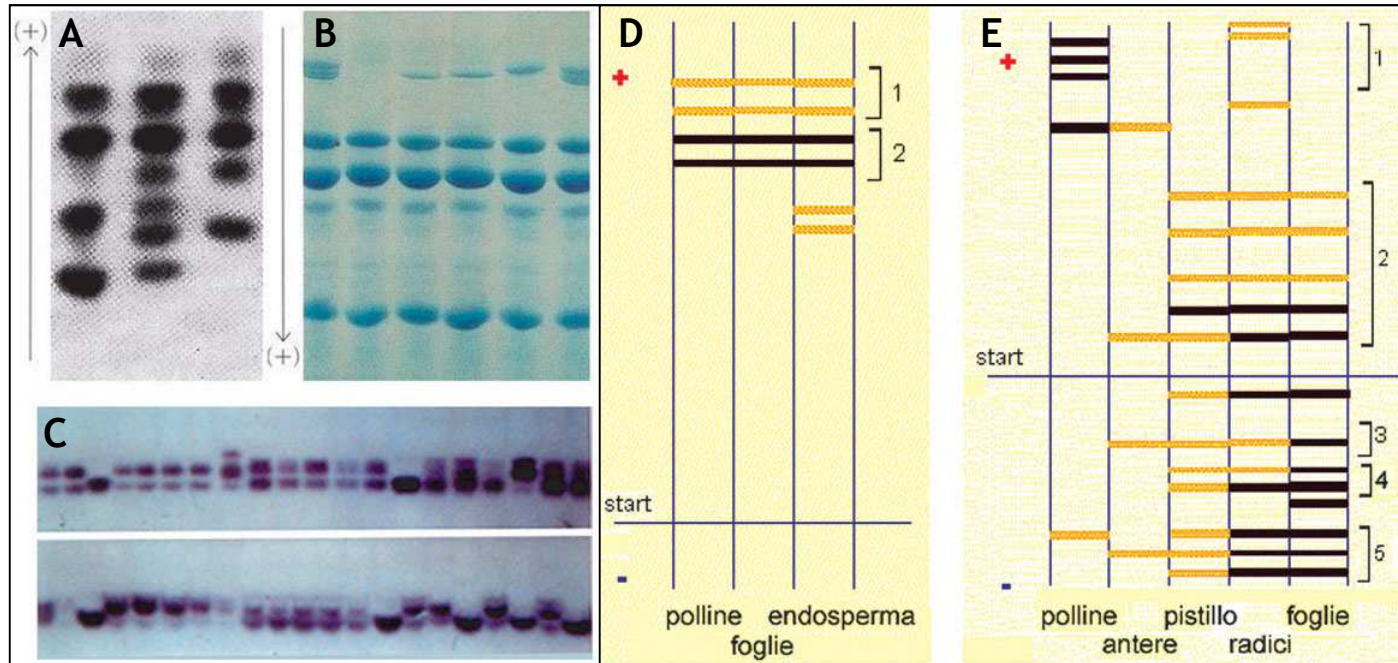 A
(+)
(+)
B
C
D
+
1
2
start
-
polline endosperma
foglie
E
+
1
2
start
3
4
5
-
polline pistillo foglie
antere radici